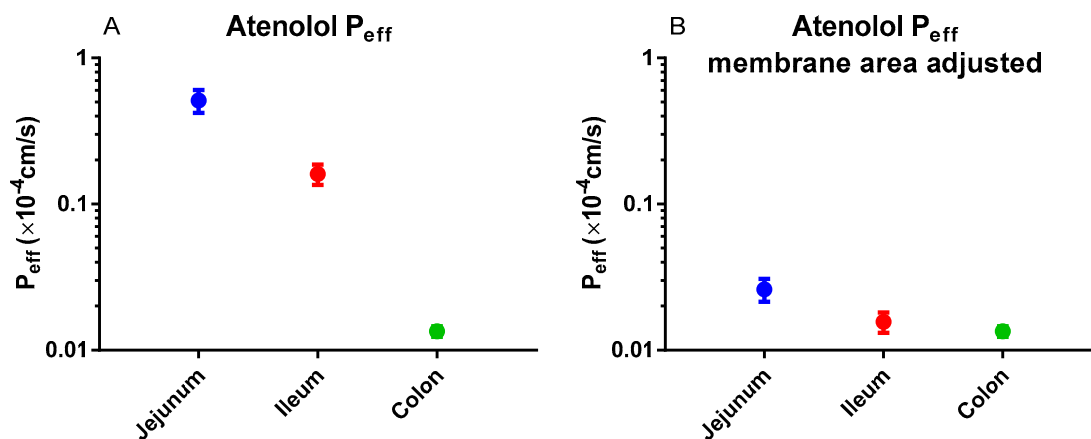 A
Atenolol Peff
1
0.1
0.01
Peff (×10-4cm/s)
Jejunum
Ileum
Colon
B
Atenolol Peff
membrane area adjusted
1
0.1
0.01
Peff (×10-4cm/s)
Jejunum
Ileum
Colon